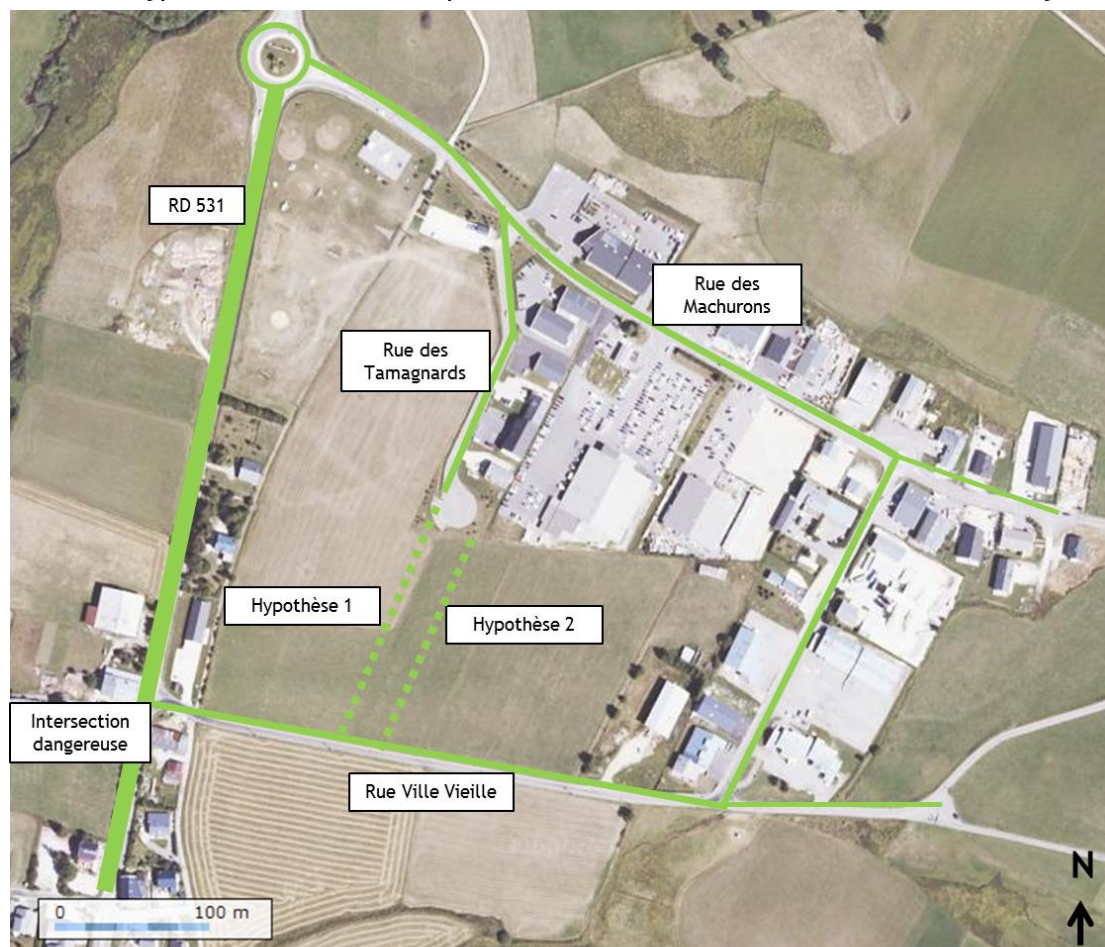 RD 531
Rue des
Machurons
Rue des
Tamagnards
Hypothèse 1
Hypothèse 2
Intersection
dangereuse
Rue Ville Vieille
N
0 100 m